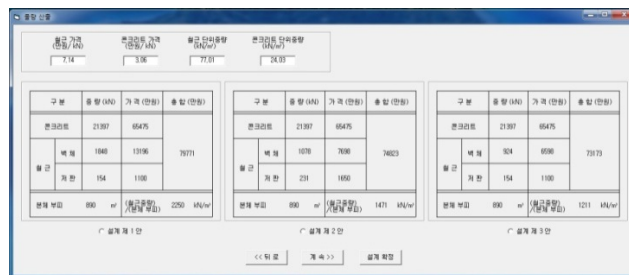 물량 산출
철근 가격 콘크리트 가격 철근 단위중량 콘크리트 단위중량
(만원/ kN) (만원/ kN) (kN/㎥) (kN/㎥)
7.14 3.06 77.01 24.03
구 분 중 량 (kN) 가 격 (만원) 총 합 (만원)
콘크리트 21397 65475 79771
철 근 벽 체 1848 13196
저 판 154 1100
본체 부피 890 ㎥ (철근중량)/(본체 부피) 2250 kN/㎥
설계 제 1 안
구 분 중 량 (kN) 가 격 (만원) 총 합 (만원)
콘크리트 21397 65475 74823
철 근 벽 체 1078 7698
저 판 231 1650
본체 부피 890 ㎥ (철근중량)/(본체 부피) 1471 kN/㎥
설계 제 2 안
구 분 중 량 (kN) 가 격 (만원) 총 합 (만원)
콘크리트 21397 65475 73173
철 근 벽 체 924 6598
저 판 154 1100
본체 부피 890 ㎥ (철근중량)/(본체 부피) 1211 kN/㎥
설계 제 3 안
<< 뒤 로 계 속 >> 설계 확정